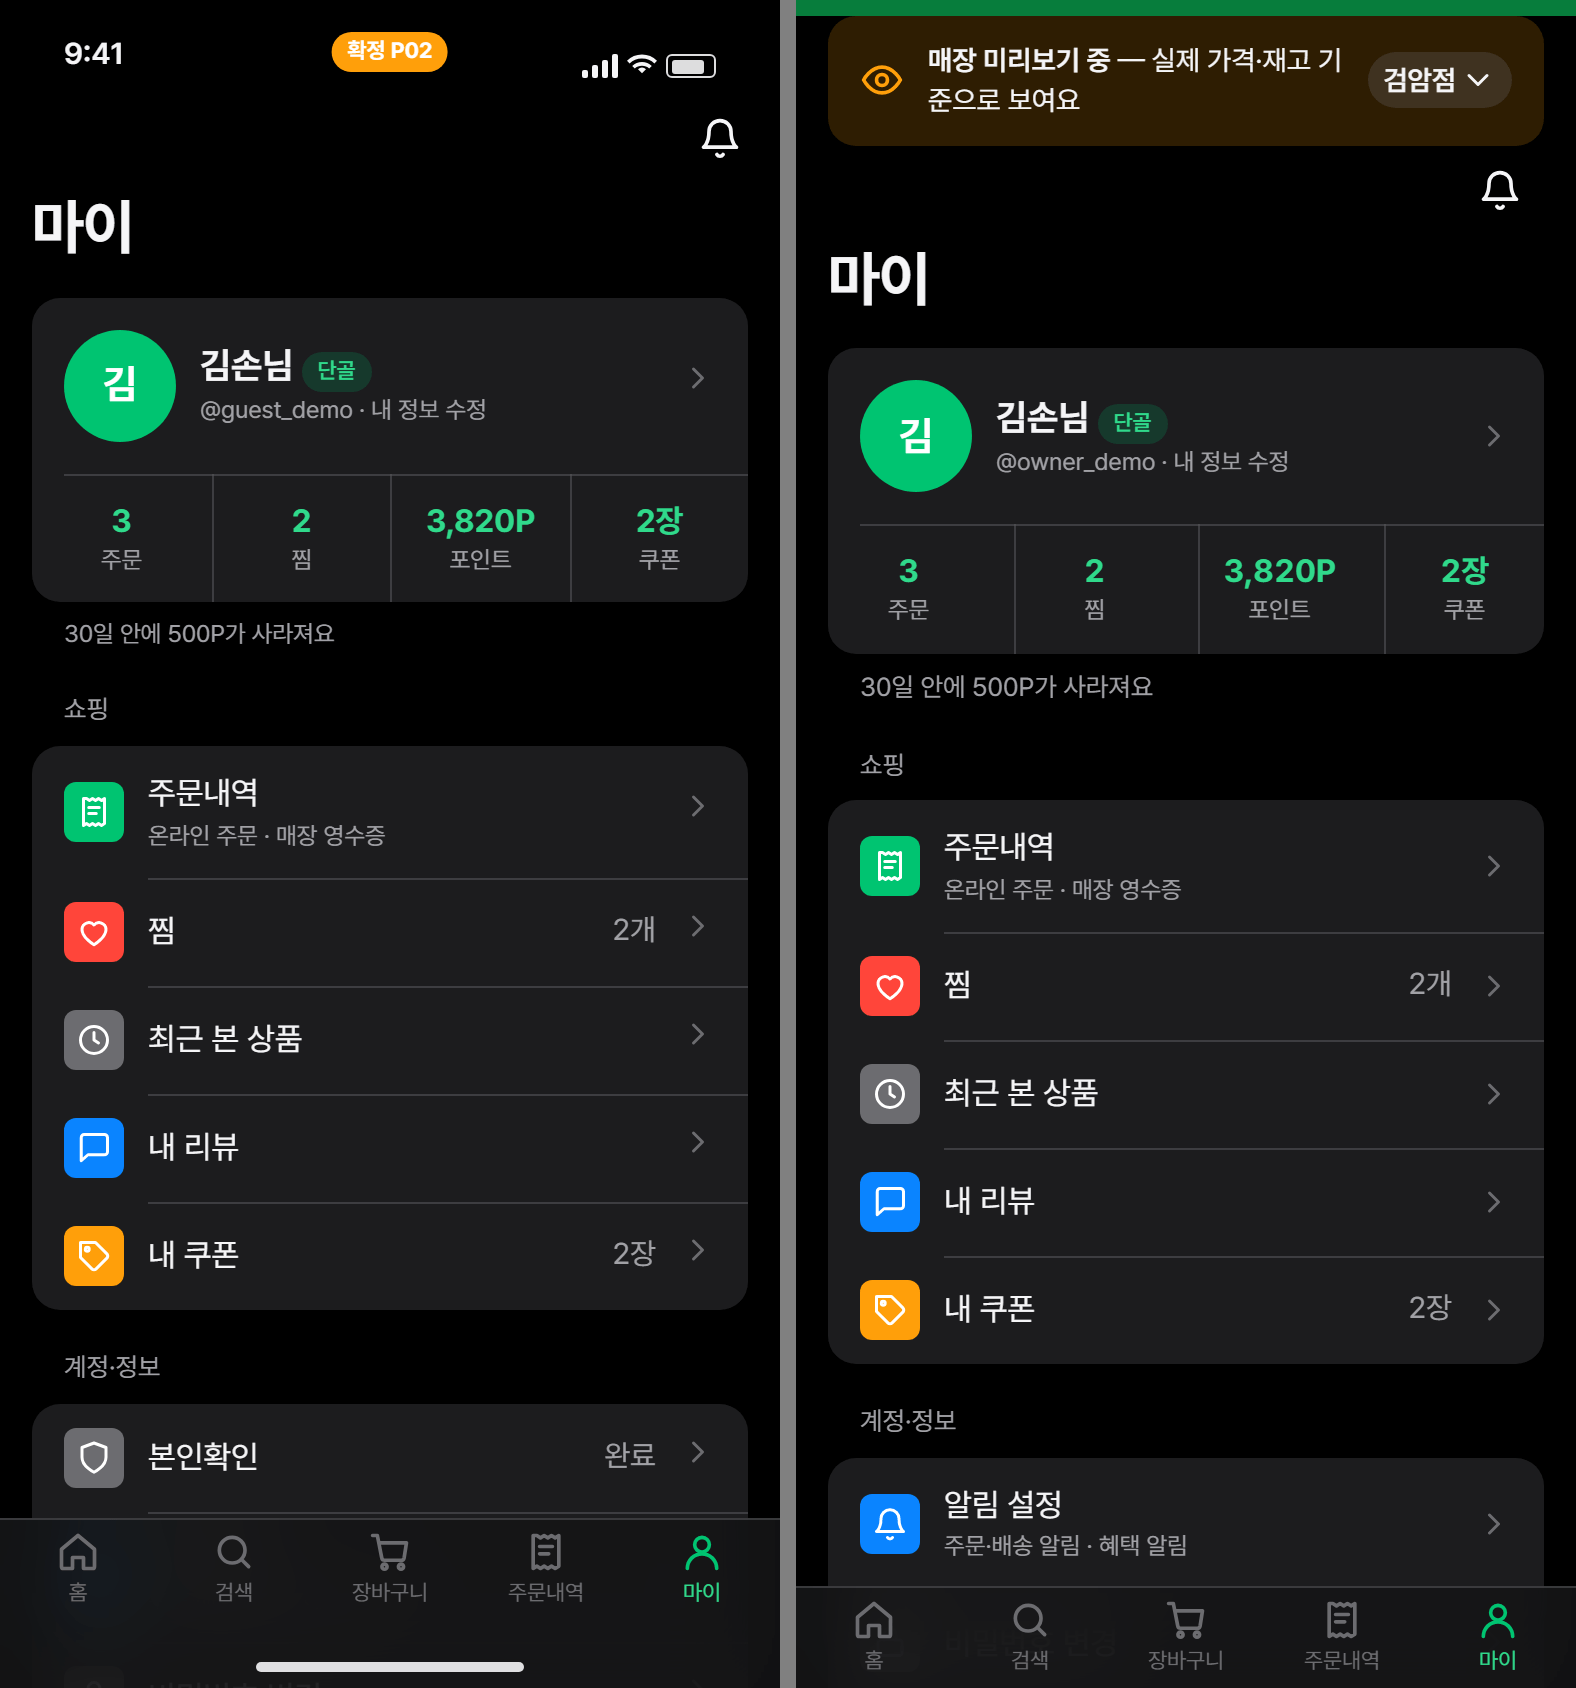 9:41
확정 P02
마이
김
김손님
단골
@guest_demo · 내 정보 수정
3
주문
2
찜
3,820P
포인트
2장
쿠폰
30일 안에 500P가 사라져요
쇼핑
주문내역
온라인 주문 · 매장 영수증
찜
2개
최근 본 상품
내 리뷰
내 쿠폰
2장
계정·정보
본인확인
완료
홈
검색
장바구니
주문내역
마이
매장 미리보기 중 — 실제 가격·재고 기
준으로 보여요
검암점
마이
김
김손님
단골
@owner_demo · 내 정보 수정
3
주문
2
찜
3,820P
포인트
2장
쿠폰
30일 안에 500P가 사라져요
쇼핑
주문내역
온라인 주문 · 매장 영수증
찜
2개
최근 본 상품
내 리뷰
내 쿠폰
2장
계정·정보
알림 설정
주문·배송 알림 · 혜택 알림
홈
검색
장바구니
주문내역
마이